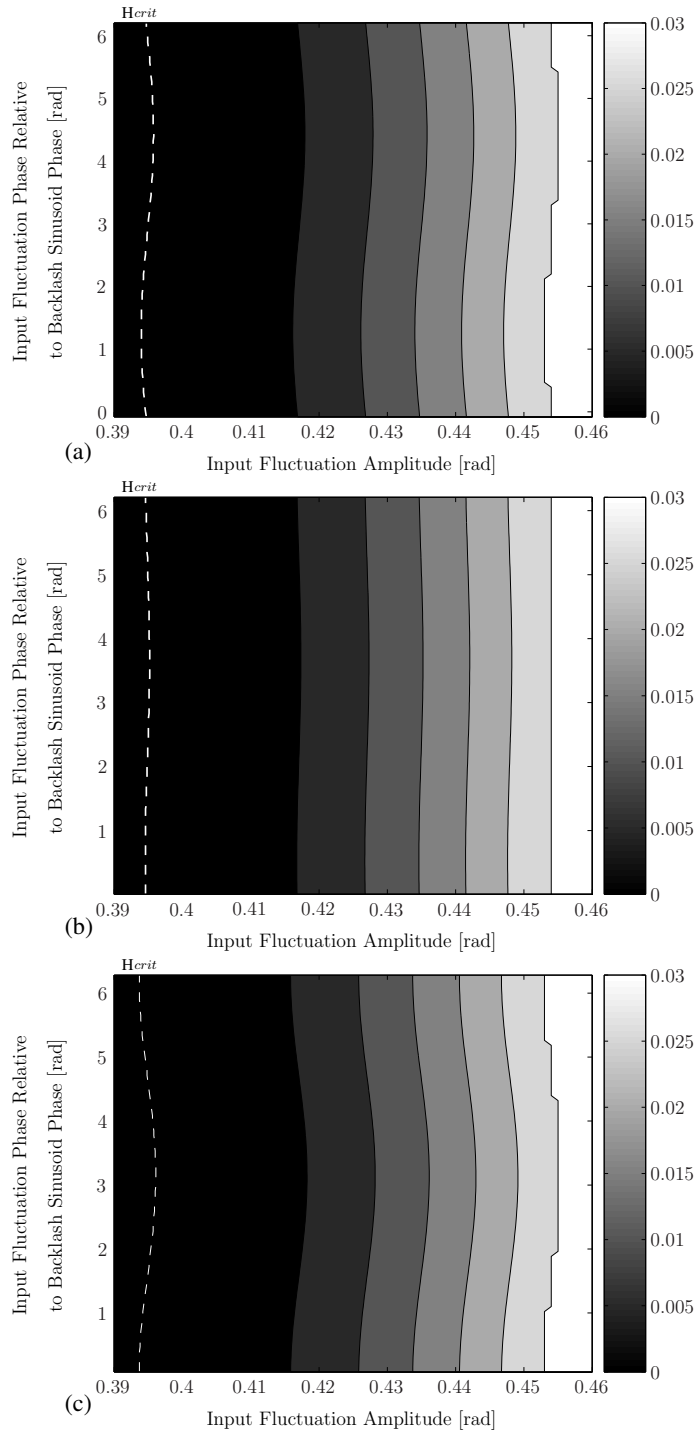 Hcrit
6
5
4
3
2
1
0
Input Fluctuation Phase Relative
to Backlash Sinusoid Phase [rad]
0.39 0.4 0.41 0.42 0.43 0.44 0.45 0.46
Input Fluctuation Amplitude [rad]
0.03
0.025
0.02
0.015
0.01
0.005
0
(a)
Hcrit
6
5
4
3
2
1
Input Fluctuation Phase Relative
to Backlash Sinusoid Phase [rad]
0.39 0.4 0.41 0.42 0.43 0.44 0.45 0.46
Input Fluctuation Amplitude [rad]
0.03
0.025
0.02
0.015
0.01
0.005
0
(b)
Hcrit
6
5
4
3
2
1
Input Fluctuation Phase Relative
to Backlash Sinusoid Phase [rad]
0.39 0.4 0.41 0.42 0.43 0.44 0.45 0.46
Input Fluctuation Amplitude [rad]
0.03
0.025
0.02
0.015
0.01
0.005
0
(c)